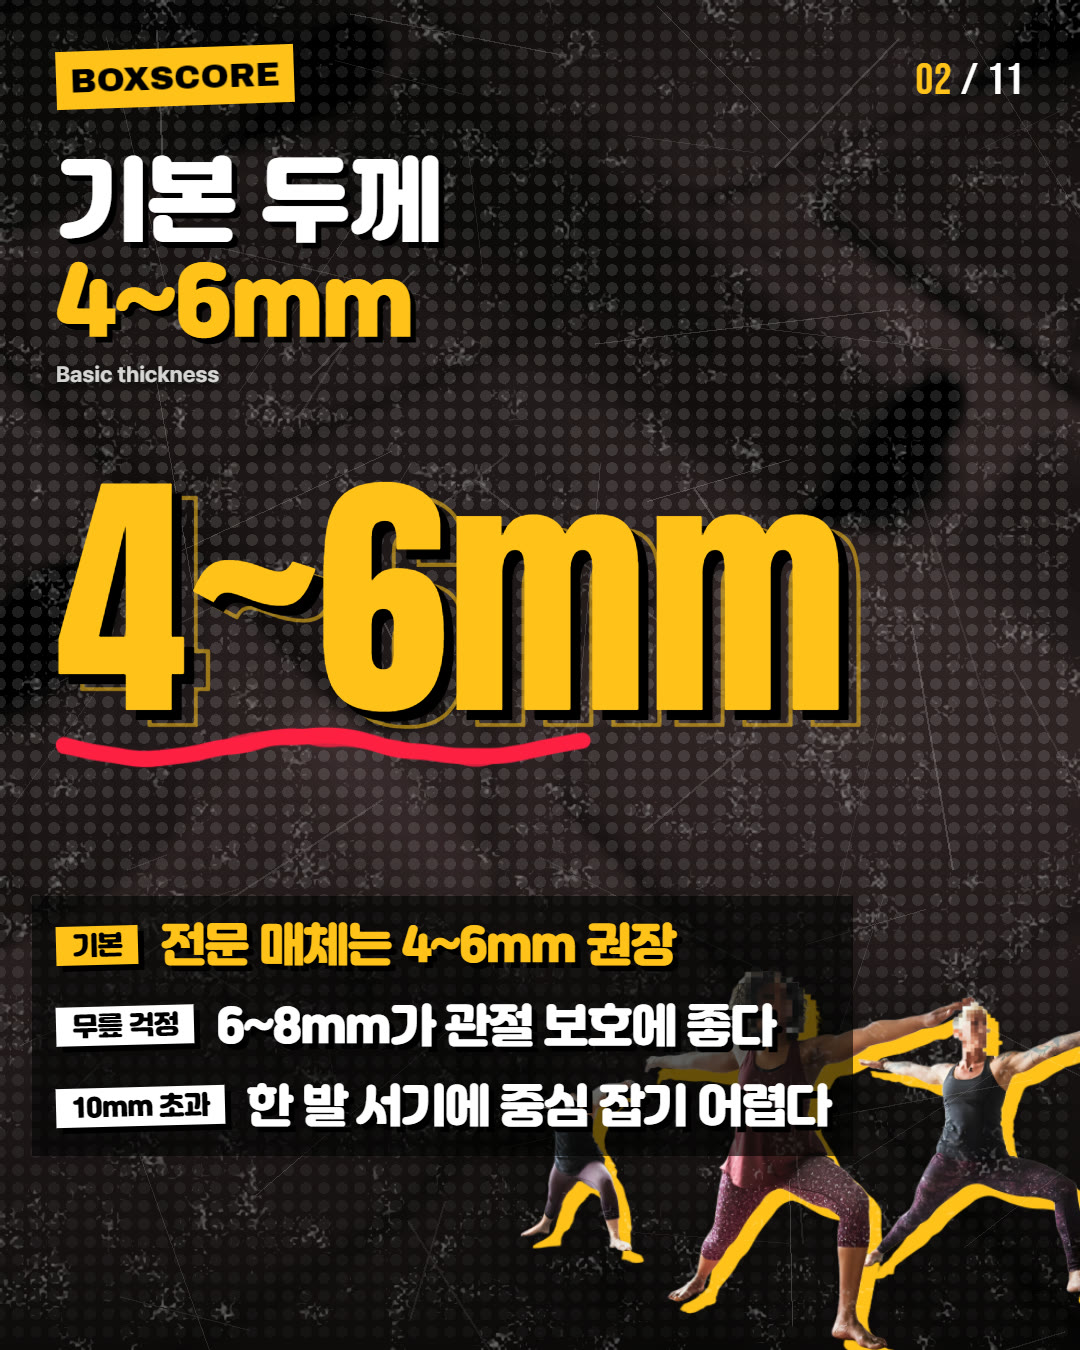 BOXSCORE
02 / 11
기본 두께
4~6mm
Basic thickness
4~6mm
기본 전문 매체는 4~6mm 권장
무릎 걱정 6~8mm가 관절 보호에 좋다
10mm 초과 한 발 서기에 중심 잡기 어렵다